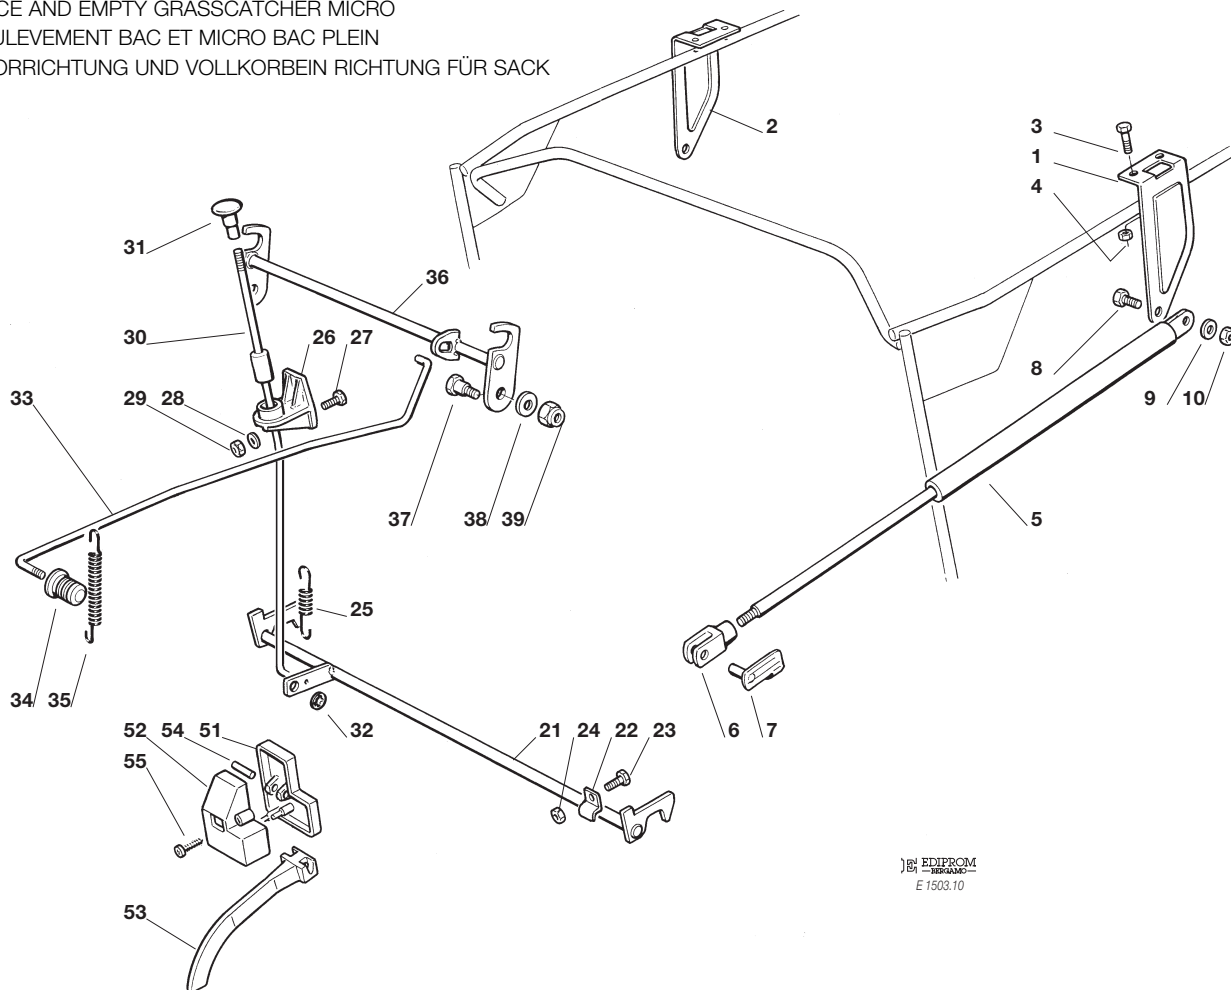 CE AND EMPTY GRASSCATCHER MICRO
ULEVEMENT BAC ET MICRO BAC PLEIN
ORRICHTUNG UND VOLLKORBEIN RICHTUNG FÜR SACK
2
3
1
4
31
36
30
26 27
8
33
29 28
9 10
37 38 39
5
25
34 35
6 7
52 54 51
32
21 24 22 23
55
53
EDIPROM
BERGAMO
E 1503.10